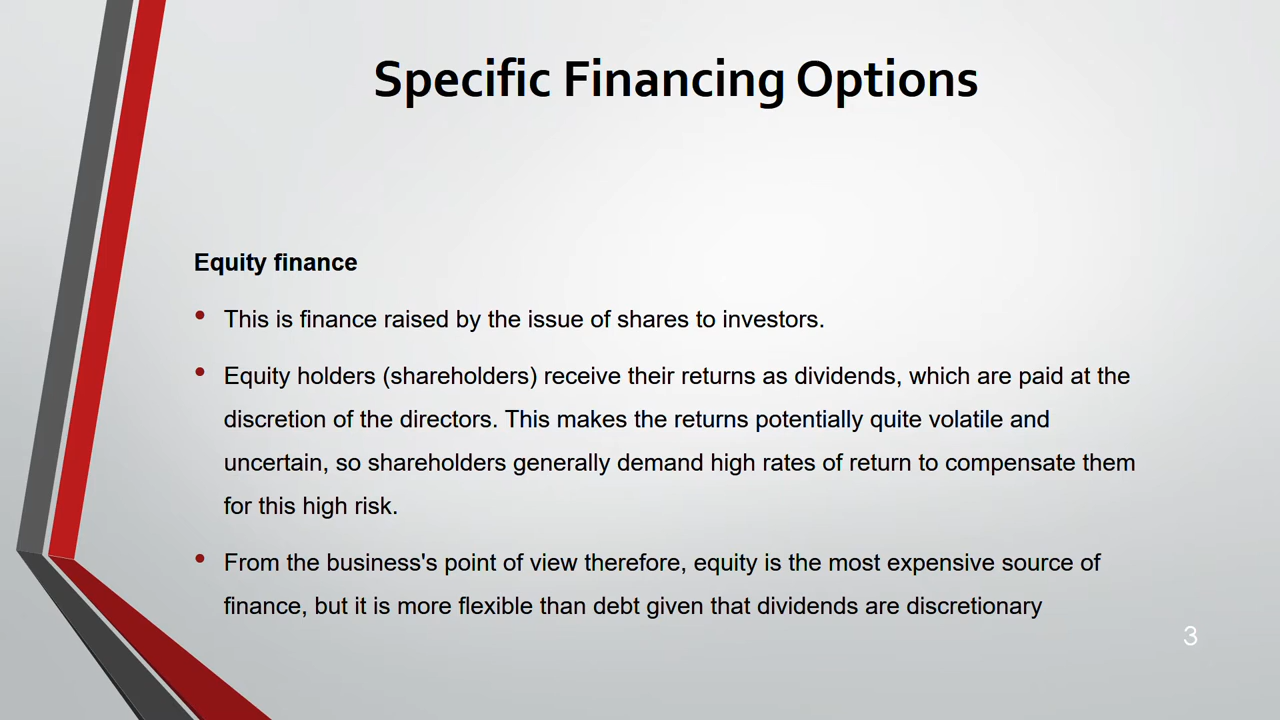 Specific Financing Options
Equity finance
• This is finance raised by the issue of shares to investors.
• Equity holders (shareholders) receive their returns as dividends, which are paid at the
discretion of the directors. This makes the returns potentially quite volatile and
uncertain, so shareholders generally demand high rates of return to compensate them
for this high risk.
• From the business's point of view therefore, equity is the most expensive source of
finance, but it is more flexible than debt given that dividends are discretionary
3